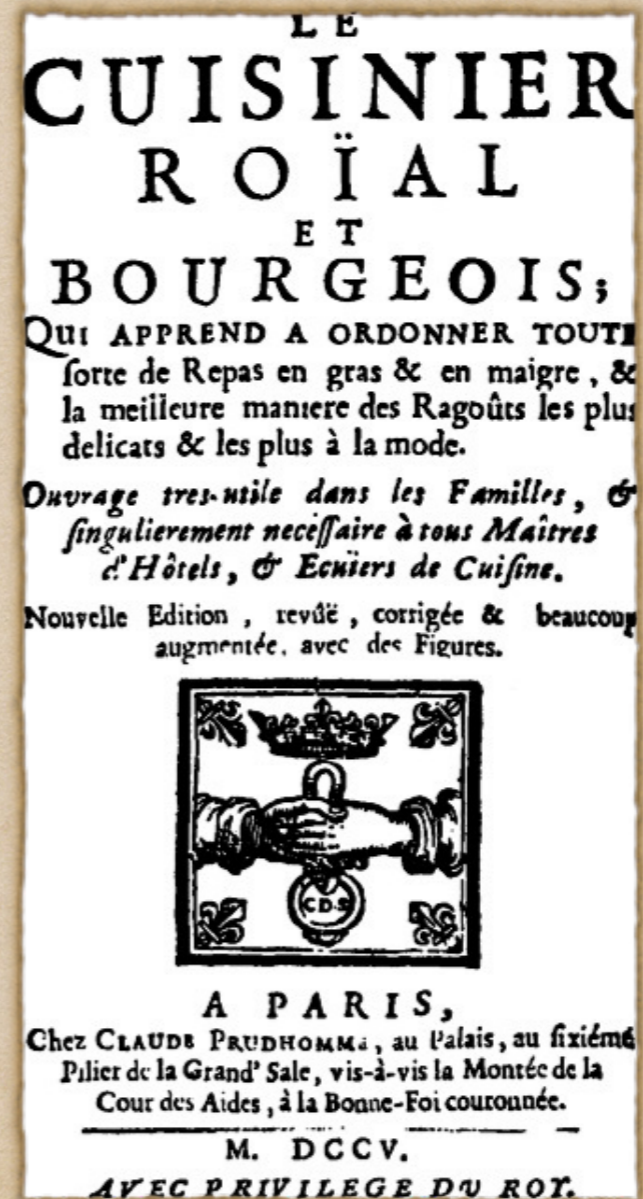 LE
CUISINIER
ROÏAL
ET
BOURGEOIS;
QUI APPREND A ORDONNER TOUTE
ſorte de Repas en gras & en maigre, &
la meilleure maniere des Ragoûts les plus
delicats & les plus à la mode.
Ouvrage tres-utile dans les Familles, &
ſingulierement neceſſaire à tous Maîtres
d'Hôtels, & Ecuïers de Cuiſine.
Nouvelle Edition, revûë, corrigée & beaucoup
augmentée, avec des Figures.
C D S
A PARIS,
Chez CLAUDE PRUDHOMME, au Palais, au ſixiéme
Pilier de la Grand' Sale, vis-à-vis la Montée de la
Cour des Aides, à la Bonne-Foi couronnée.
M. DCCV.
AVEC PRIVILEGE DU ROY.